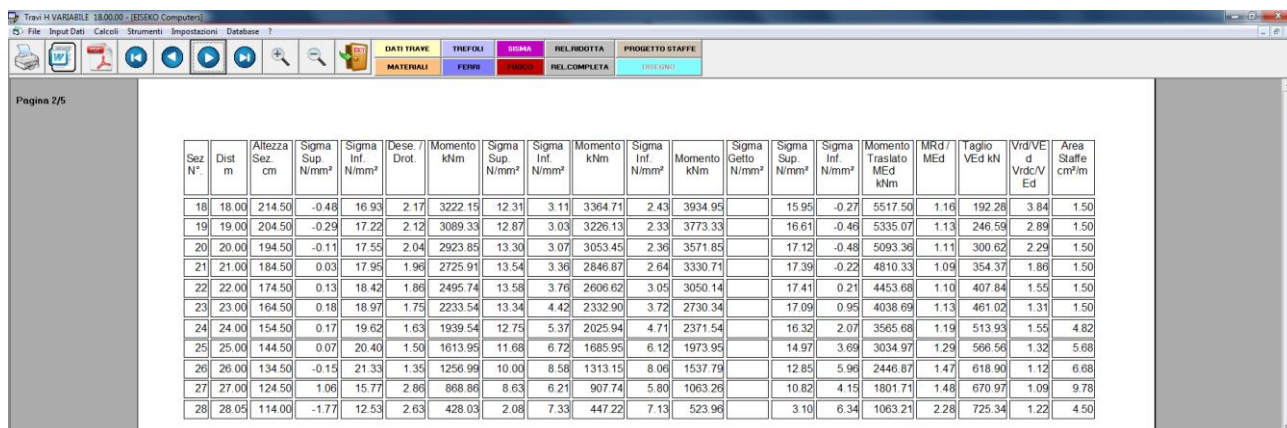 Travi H VARIABILE 18.00.00 - [EISEKO Computers]
File Input Dati Calcoli Strumenti Impostazioni Database ?
DATI TRAVE TREFOLI SISMA REL.RIDOTTA PROGETTO STAFFE
MATERIALI FERRI FUOCO REL.COMPLETA DISEGNO
EXIT
Pagina 2/5
Sez N°. Dist m Altezza Sez. cm Sigma Sup. N/mm² Sigma Inf. N/mm² Dese. / Drot. Momento kNm Sigma Sup. N/mm² Sigma Inf. N/mm² Momento kNm Sigma Inf. N/mm² Momento kNm Sigma Getto N/mm² Sigma Sup. N/mm² Sigma Inf. N/mm² Momento Traslato MEd kNm MRd / MEd Taglio VEd kN Vrd/VE d Vrdc/V Ed Area Staffe cm²/m
18 18.00 214.50 -0.48 16.93 2.17 3222.15 12.31 3.11 3364.71 2.43 3934.95 15.95 -0.27 5517.50 1.16 192.28 3.84 1.50
19 19.00 204.50 -0.29 17.22 2.12 3089.33 12.87 3.03 3226.13 2.33 3773.33 16.61 -0.46 5335.07 1.13 246.59 2.89 1.50
20 20.00 194.50 -0.11 17.55 2.04 2923.85 13.30 3.07 3053.45 2.36 3571.85 17.12 -0.48 5093.36 1.11 300.62 2.29 1.50
21 21.00 184.50 0.03 17.95 1.96 2725.91 13.54 3.36 2846.87 2.64 3330.71 17.39 -0.22 4810.33 1.09 354.37 1.86 1.50
22 22.00 174.50 0.13 18.42 1.86 2495.74 13.58 3.76 2606.62 3.05 3050.14 17.41 0.21 4453.68 1.10 407.84 1.55 1.50
23 23.00 164.50 0.18 18.97 1.75 2233.54 13.34 4.42 2332.90 3.72 2730.34 17.09 0.95 4038.69 1.13 461.02 1.31 1.50
24 24.00 154.50 0.17 19.62 1.63 1939.54 12.75 5.37 2025.94 4.71 2371.54 16.32 2.07 3565.68 1.19 513.93 1.55 4.82
25 25.00 144.50 0.07 20.40 1.50 1613.95 11.68 6.72 1685.95 6.12 1973.95 14.97 3.69 3034.97 1.29 566.56 1.32 5.68
26 26.00 134.50 -0.15 21.33 1.35 1256.99 10.00 8.58 1313.15 8.06 1537.79 12.85 5.96 2446.87 1.47 618.90 1.12 6.68
27 27.00 124.50 1.06 15.77 2.86 868.86 8.63 6.21 907.74 5.80 1063.26 10.82 4.15 1801.71 1.48 670.97 1.09 9.78
28 28.05 114.00 -1.77 12.53 2.63 428.03 2.08 7.33 447.22 7.13 523.96 3.10 6.34 1063.21 2.28 725.34 1.22 4.50